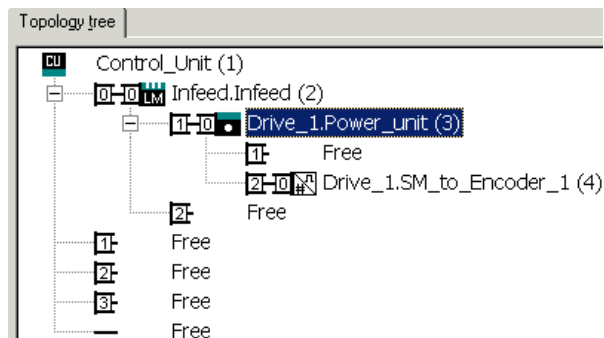 Topology tree
CU Control_Unit (1)
0 0 LM Infeed.Infeed (2)
1 0 Drive_1.Power_unit (3)
1 Free
2 0 # Drive_1.SM_to_Encoder_1 (4)
2 Free
1 Free
2 Free
3 Free
Free